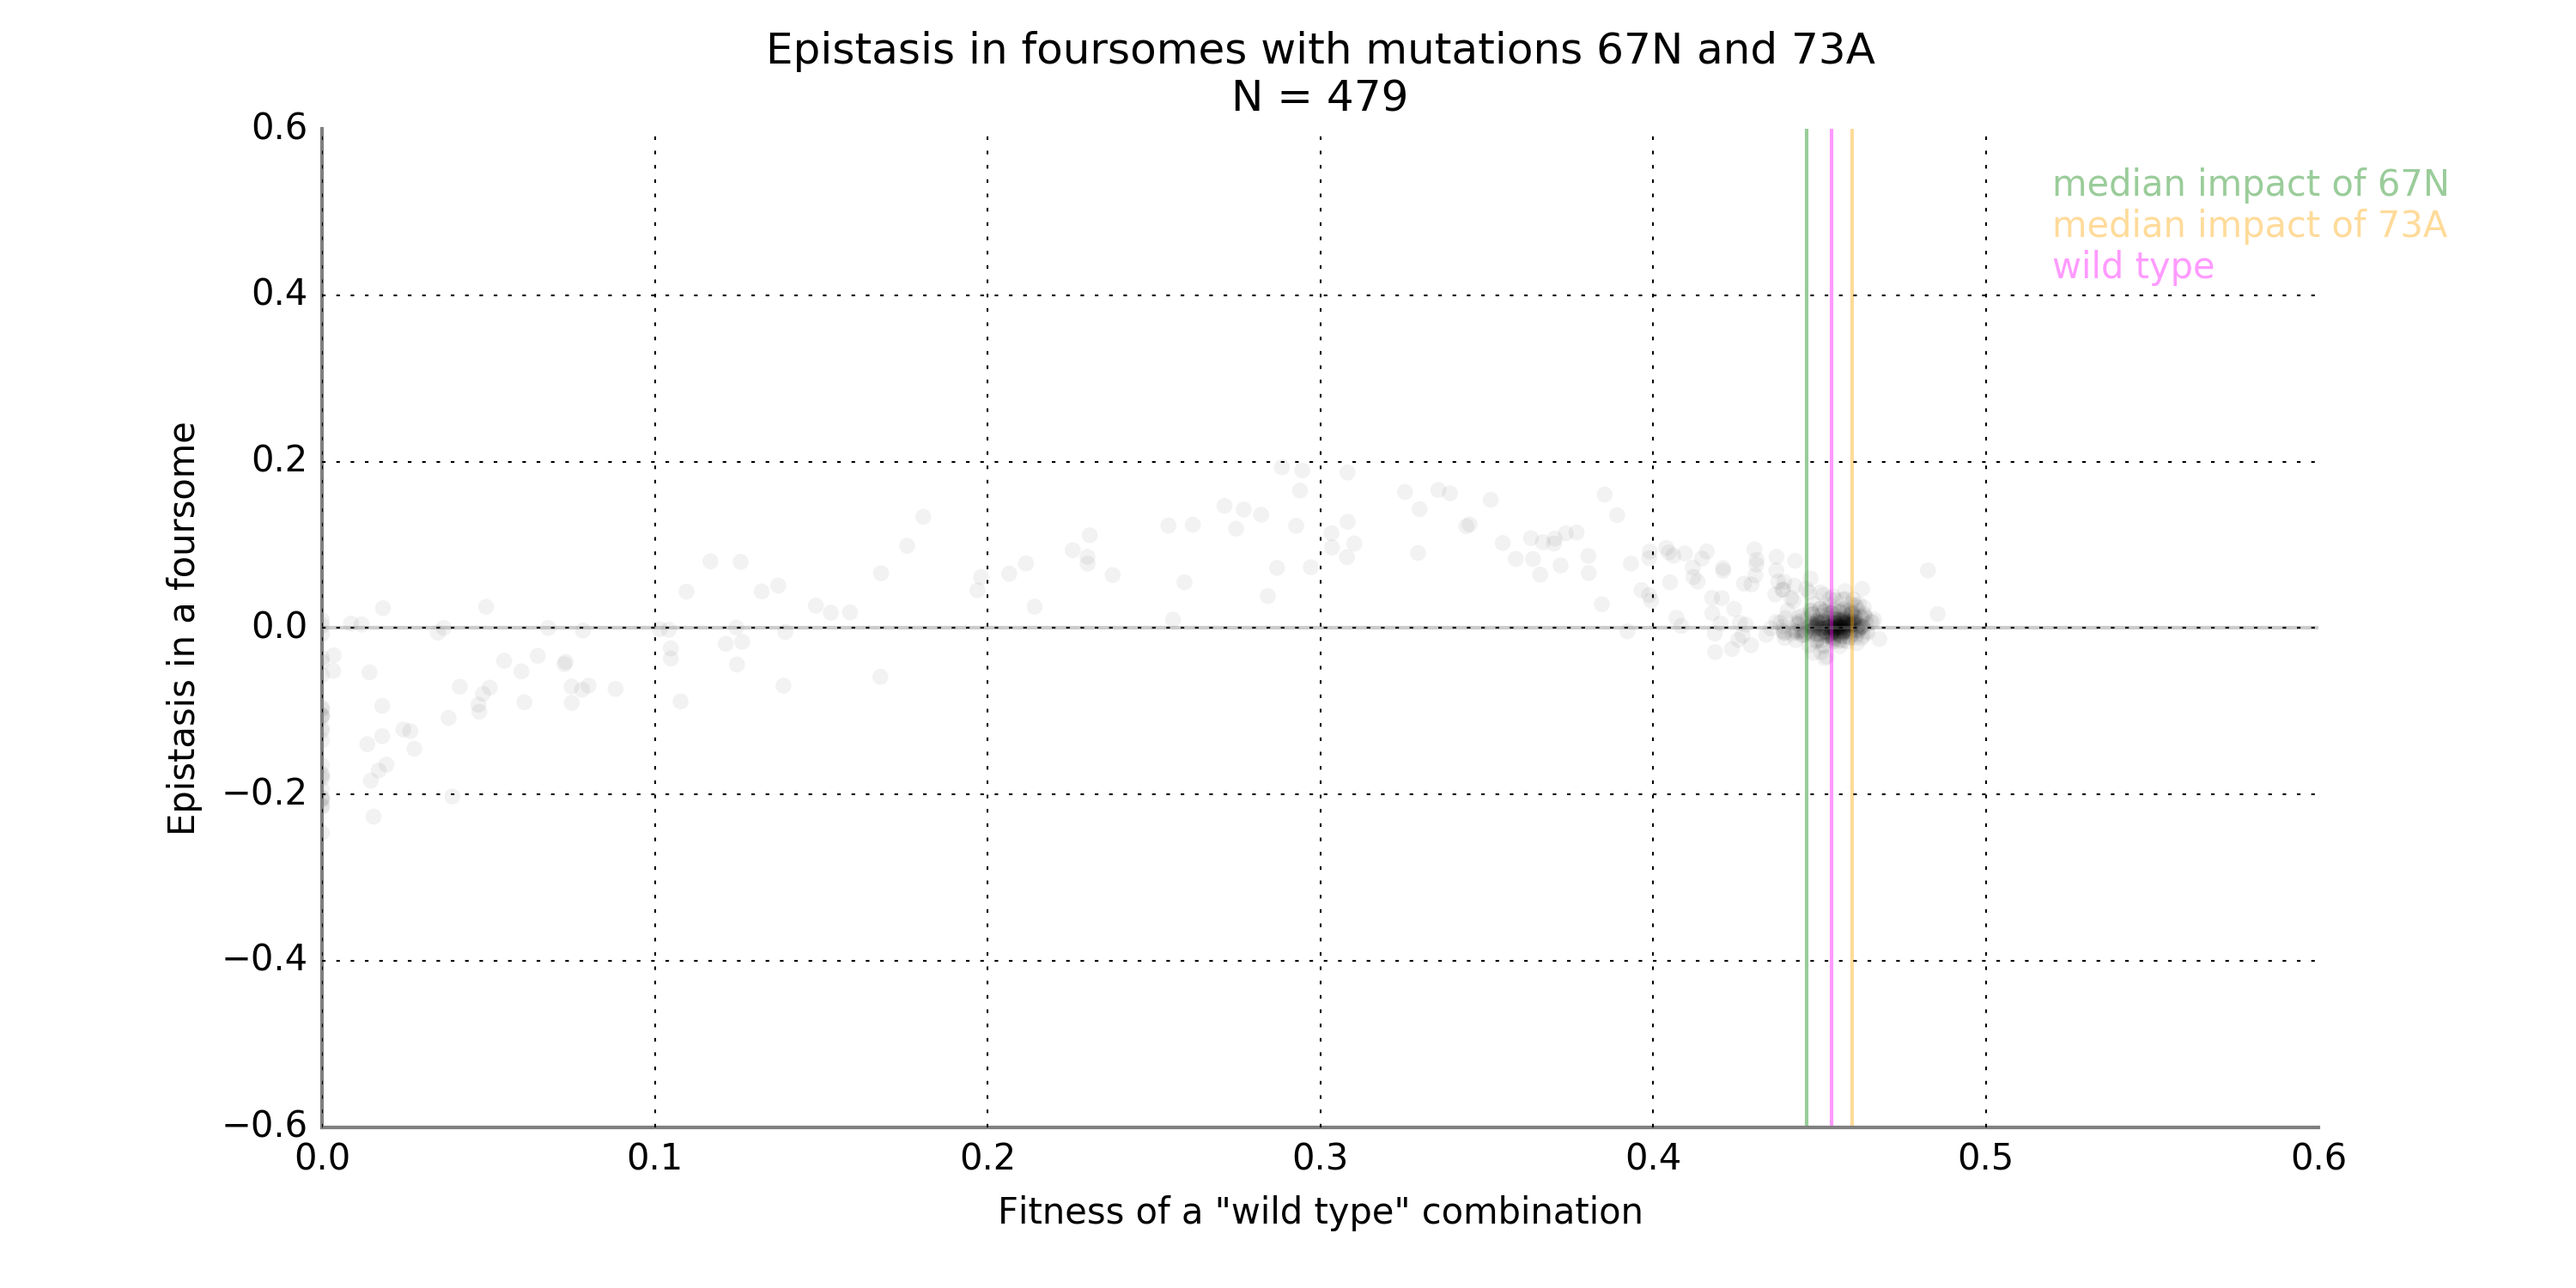 Epistasis in foursomes with mutations 67N and 73A
N = 479
0.6
0.4
0.2
0.0
−0.2
−0.4
−0.6
Epistasis in a foursome
median impact of 67N
median impact of 73A
wild type
0.0 0.1 0.2 0.3 0.4 0.5 0.6
Fitness of a "wild type" combination